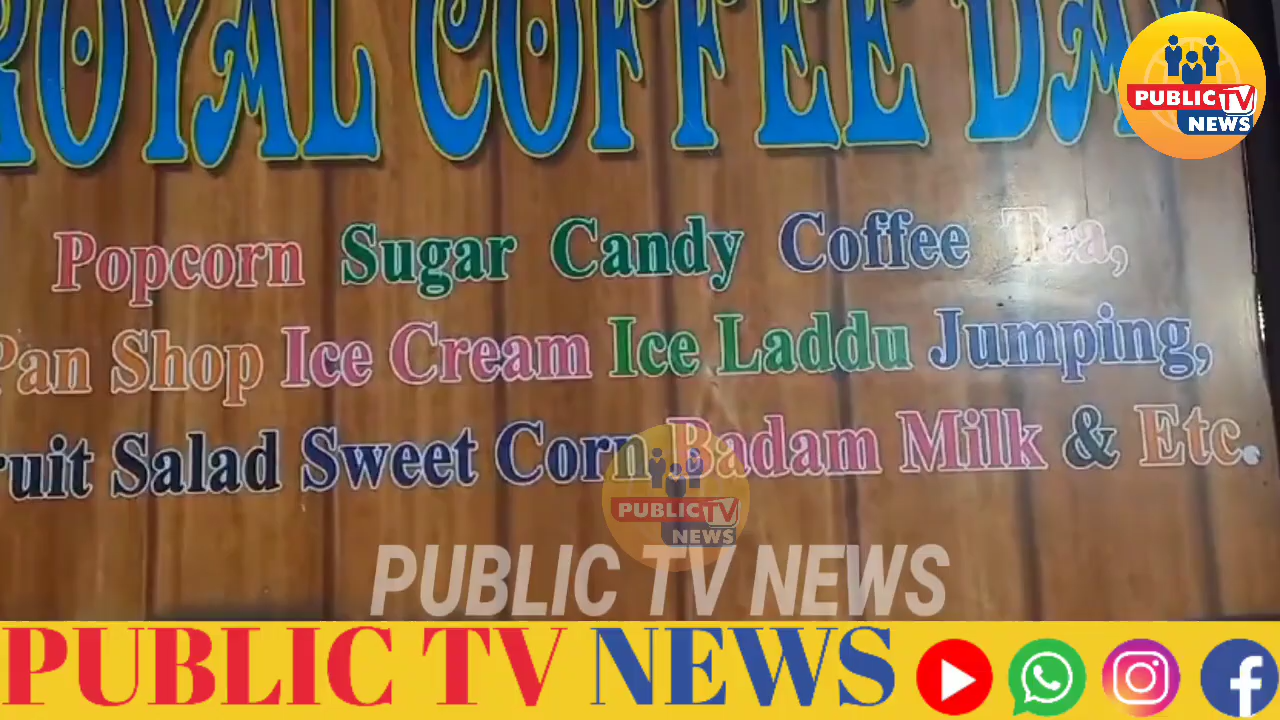 ROYAL COFFEE DAY
PUBLIC TV
NEWS
Popcorn Sugar Candy Coffee Tea,
Pan Shop Ice Cream Ice Laddu Jumping,
ruit Salad Sweet Corn Badam Milk & Etc.
PUBLIC TV
NEWS
PUBLIC TV NEWS
PUBLIC TV NEWS